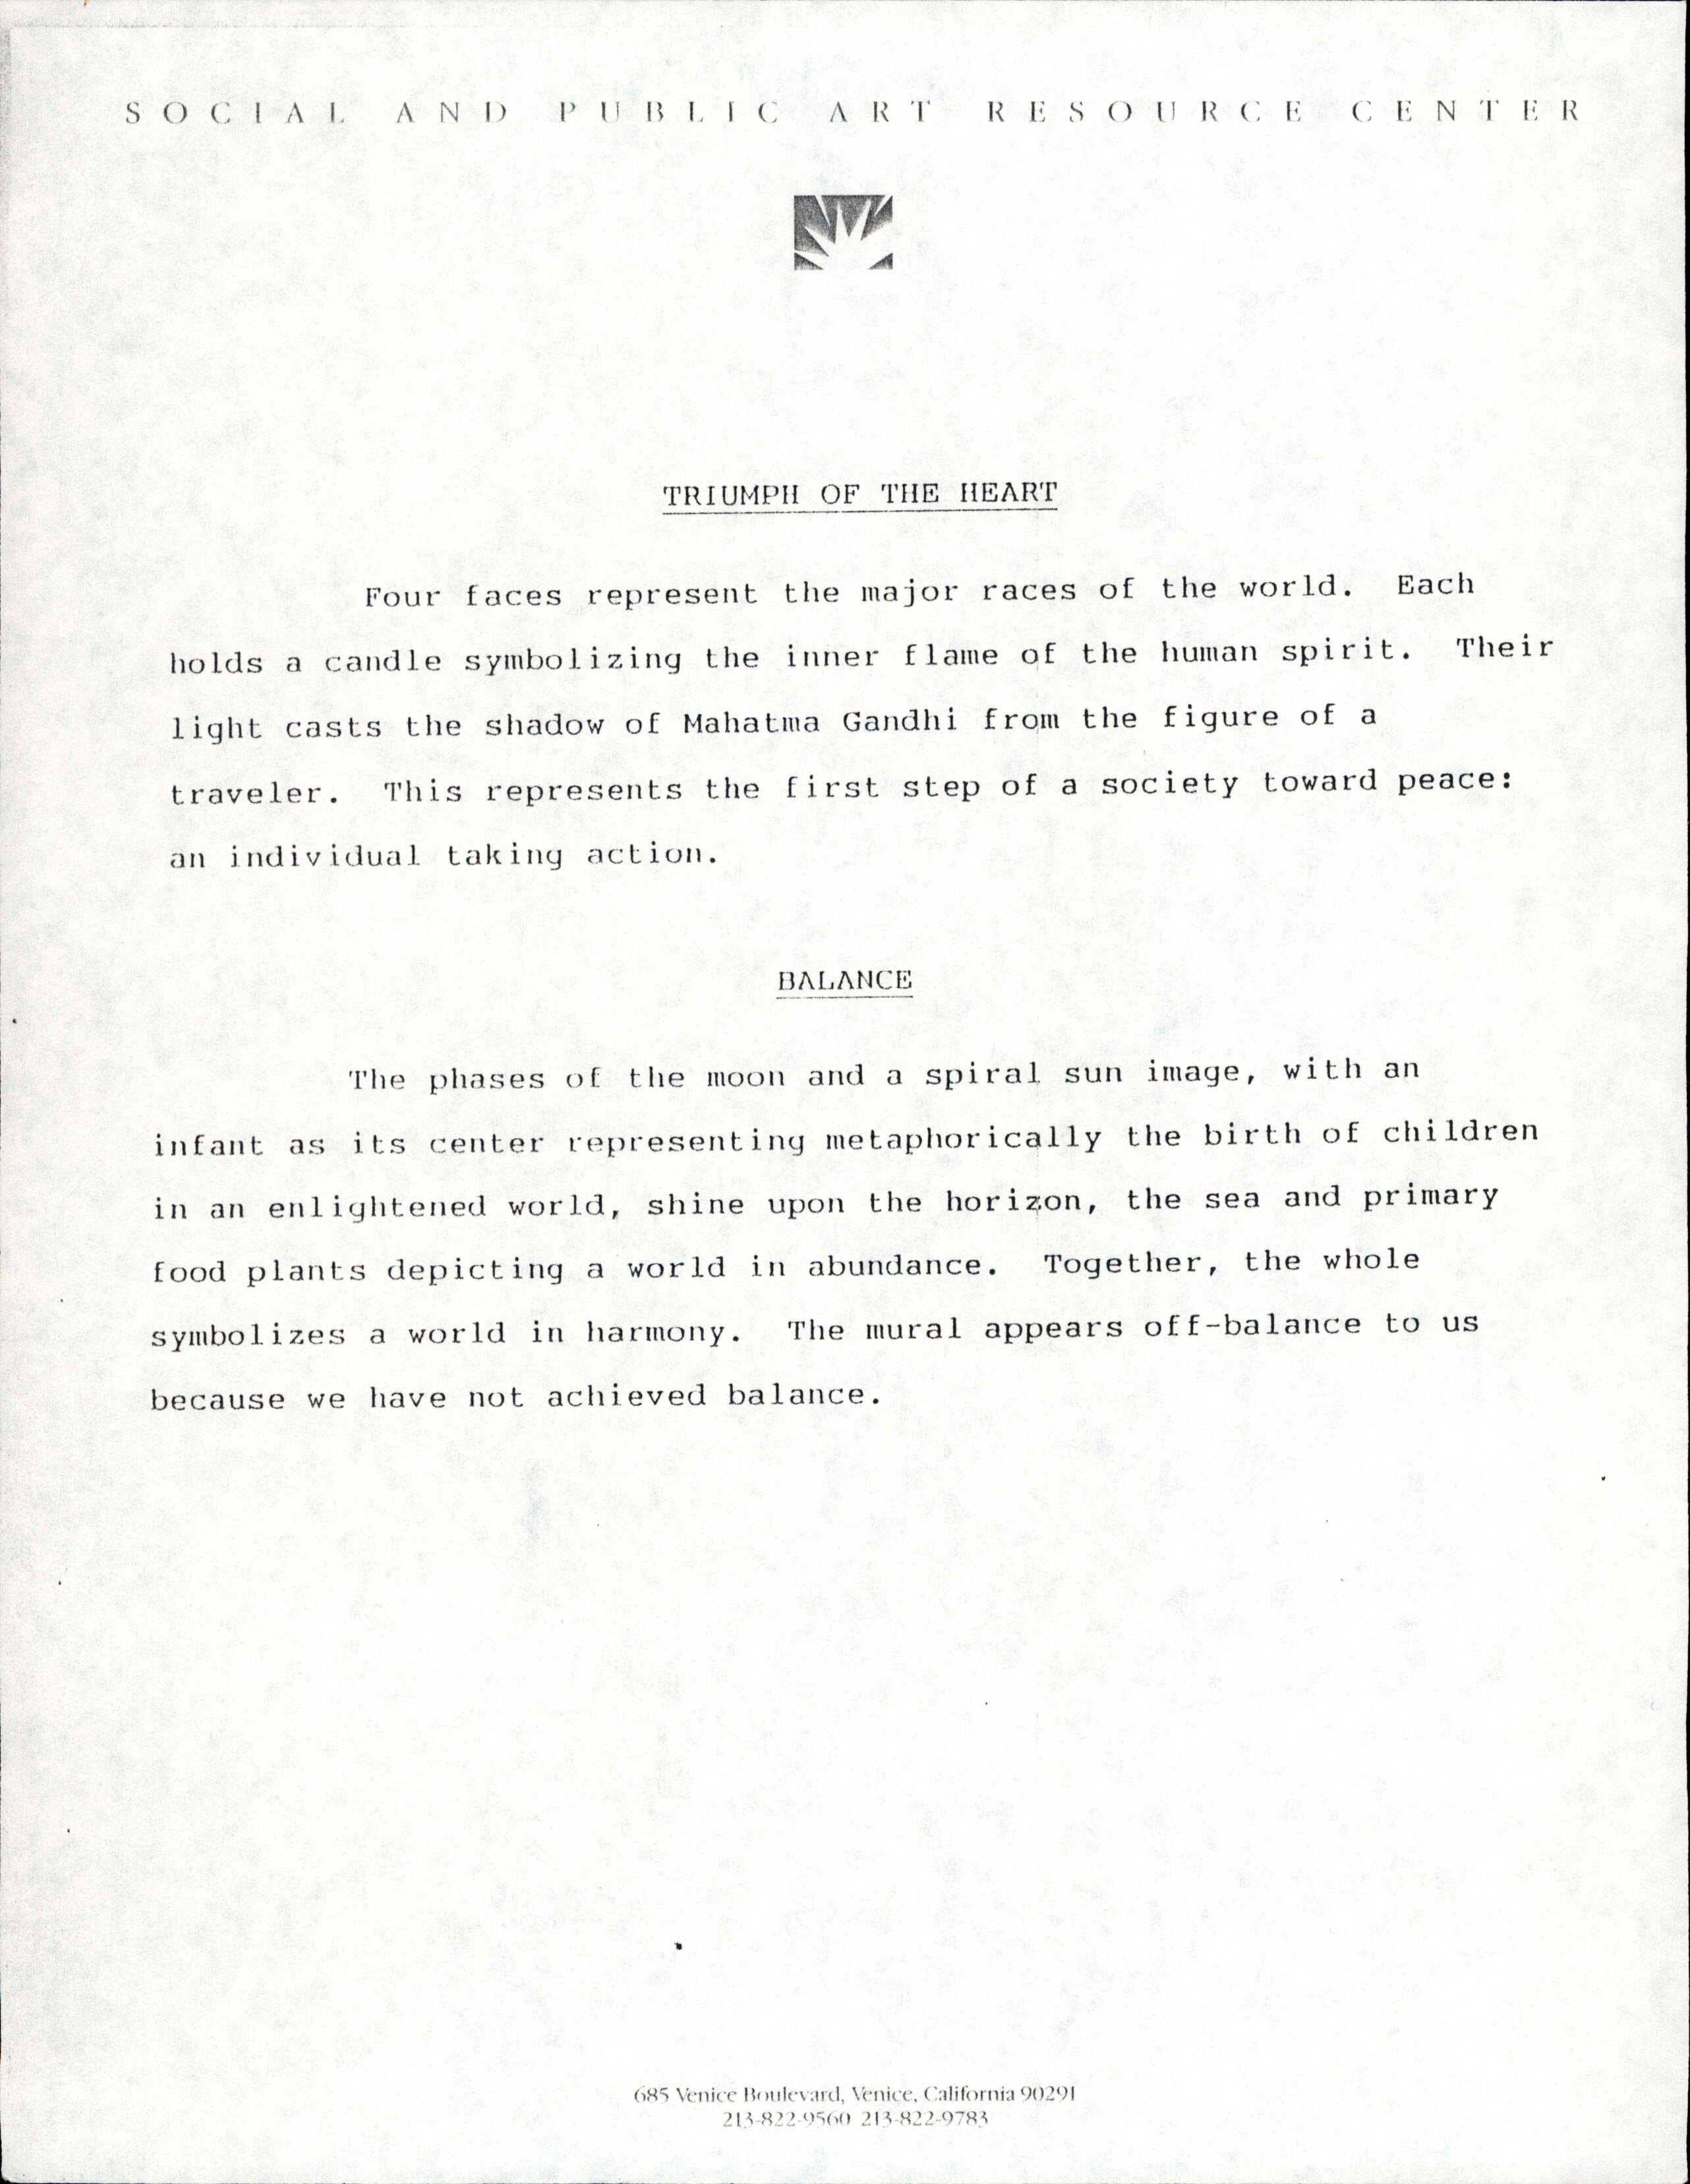 SOCIAL AND PUBLIC ART RESOURCE CENTER
TRIUMPH OF THE HEART
Four faces represent the major races of the world. Each
holds a candle symbolizing the inner flame of the human spirit. Their
light casts the shadow of Mahatma Gandhi from the figure of a
traveler. This represents the first step of a society toward peace:
an individual taking action.
BALANCE
The phases of the moon and a spiral sun image, with an
infant as its center representing metaphorically the birth of children
in an enlightened world, shine upon the horizon, the sea and primary
food plants depicting a world in abundance. Together, the whole
symbolizes a world in harmony. The mural appears off-balance to us
because we have not achieved balance.
685 Venice Boulevard, Venice, California 90291
213-822-9560 213-822-9783